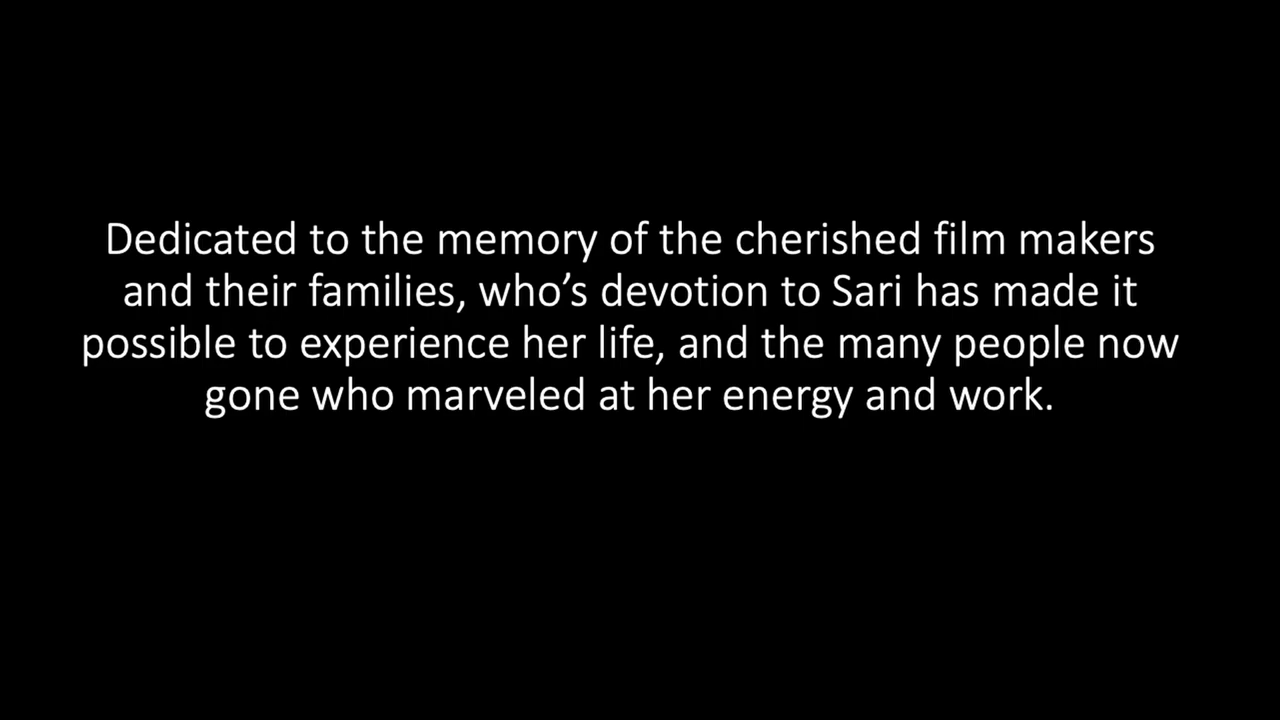 Dedicated to the memory of the cherished film makers
and their families, who’s devotion to Sari has made it
possible to experience her life, and the many people now
gone who marveled at her energy and work.